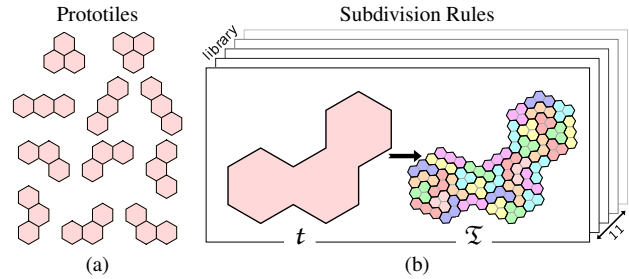 Prototiles
Subdivision Rules
library
t
𝔗
11
(a)
(b)